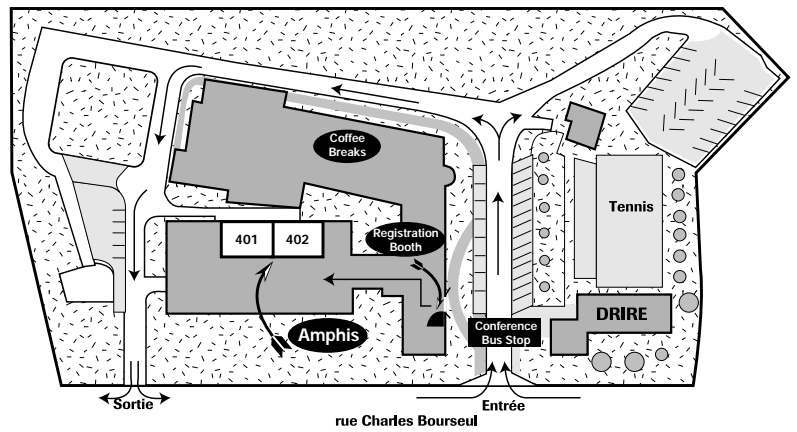 Coffee
Breaks
Tennis
401
402
Registration
Booth
DRIRE
Amphis
Conference
Bus Stop
Sortie
Entrée
rue Charles Bourseul